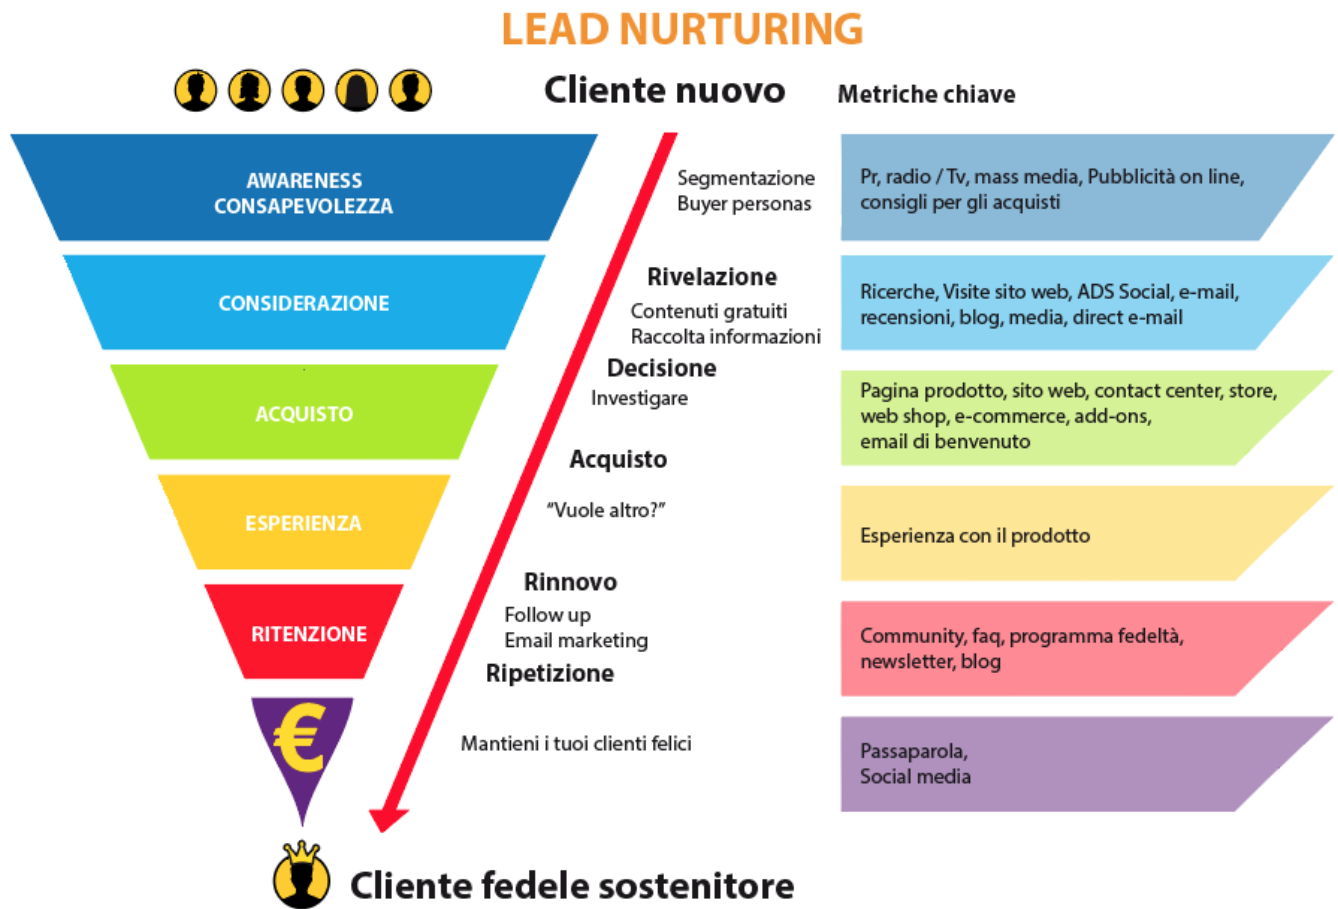 LEAD NURTURING
Cliente nuovo
Metriche chiave
AWARENESS
CONSAPEVOLEZZA
Segmentazione
Buyer personas
Pr, radio / Tv, mass media, Pubblicità on line,
consigli per gli acquisti
CONSIDERAZIONE
Rivelazione
Contenuti gratuiti
Raccolta informazioni
Ricerche, Visite sito web, ADS Social, e-mail,
recensioni, blog, media, direct e-mail
Decisione
Investigare
ACQUISTO
Pagina prodotto, sito web, contact center, store,
web shop, e-commerce, add-ons,
email di benvenuto
Acquisto
"Vuole altro?"
ESPERIENZA
Esperienza con il prodotto
Rinnovo
Follow up
Email marketing
RITENZIONE
Community, faq, programma fedeltà,
newsletter, blog
Ripetizione
€
Mantieni i tuoi clienti felici
Passaparola,
Social media
Cliente fedele sostenitore